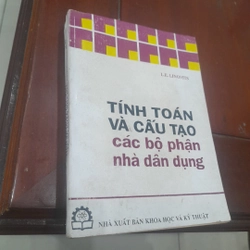 TÍNH TOÁN
VÀ CẤU TẠO
các bộ phận
nhà dân dụng
NHÀ XUẤT BẢN KHOA HỌC VÀ KỸ THUẬT